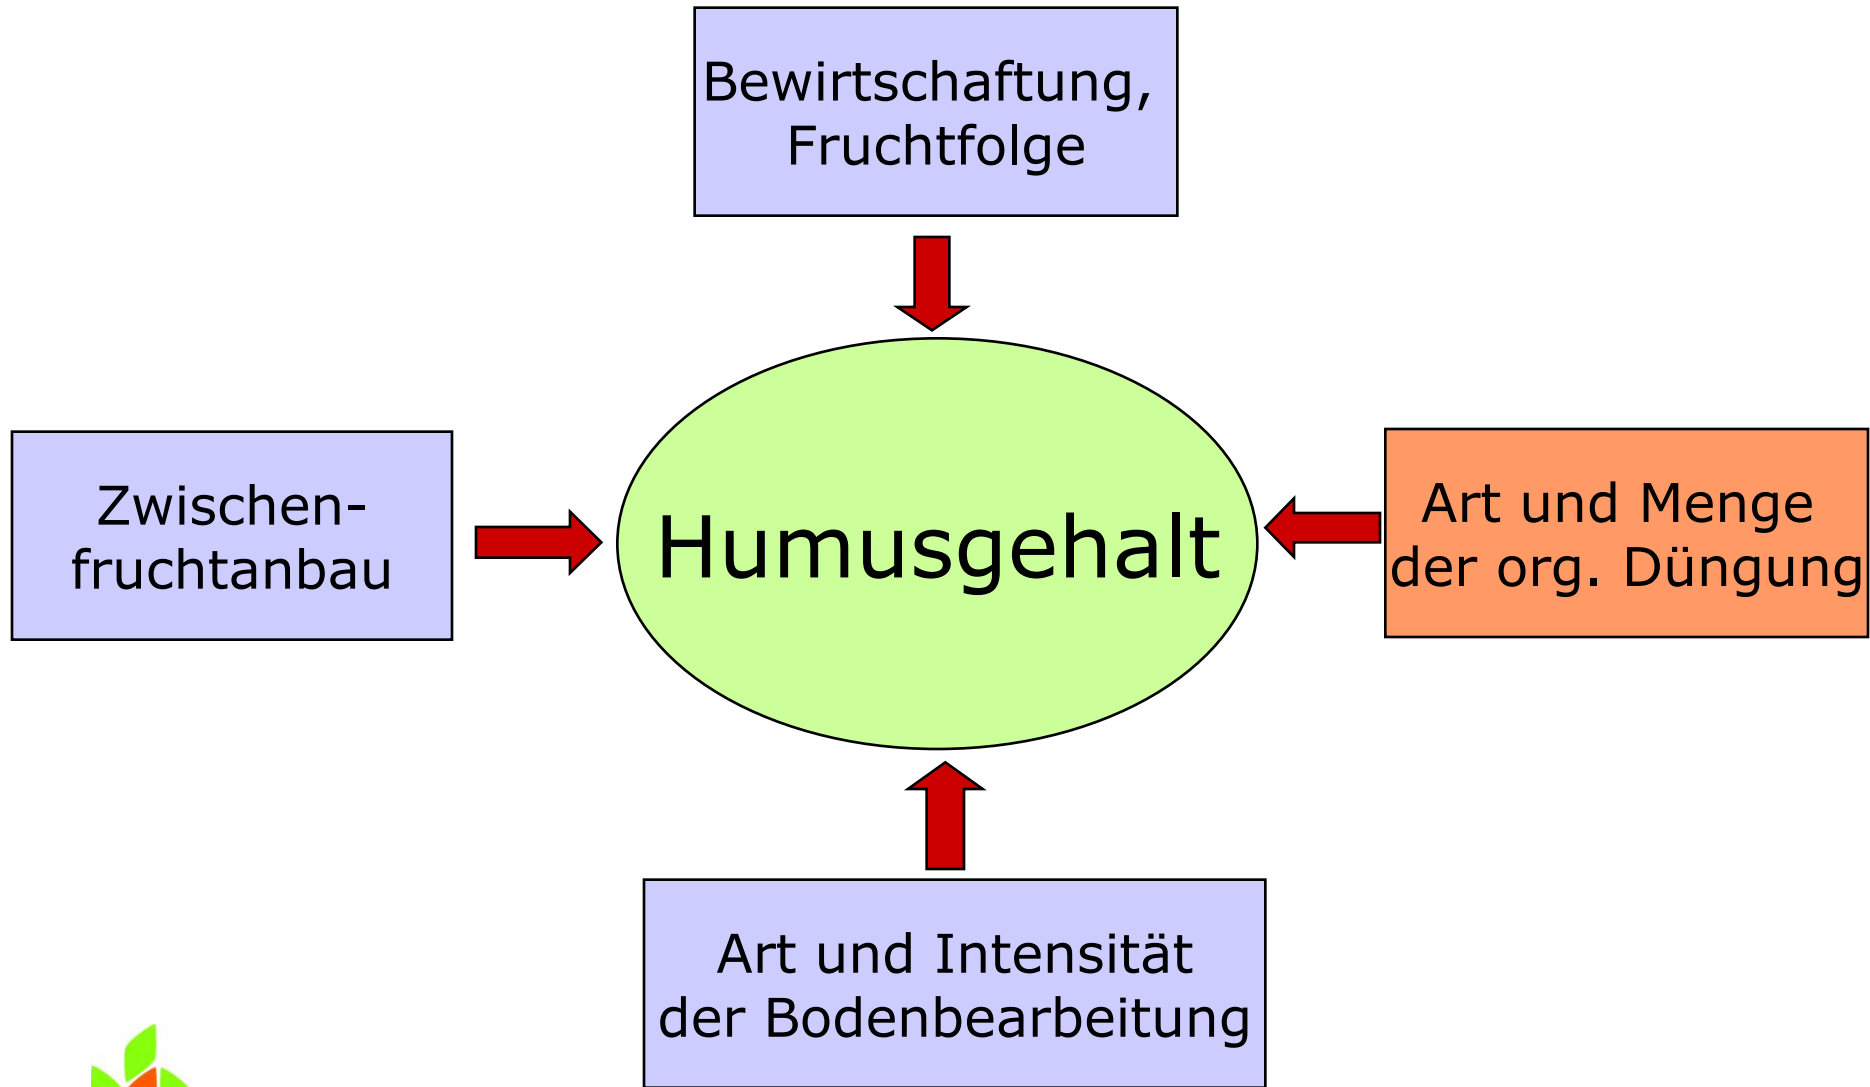 Bewirtschaftung,
Fruchtfolge
Zwischen-
fruchtanbau
Humusgehalt
Art und Menge
der org. Düngung
Art und Intensität
der Bodenbearbeitung